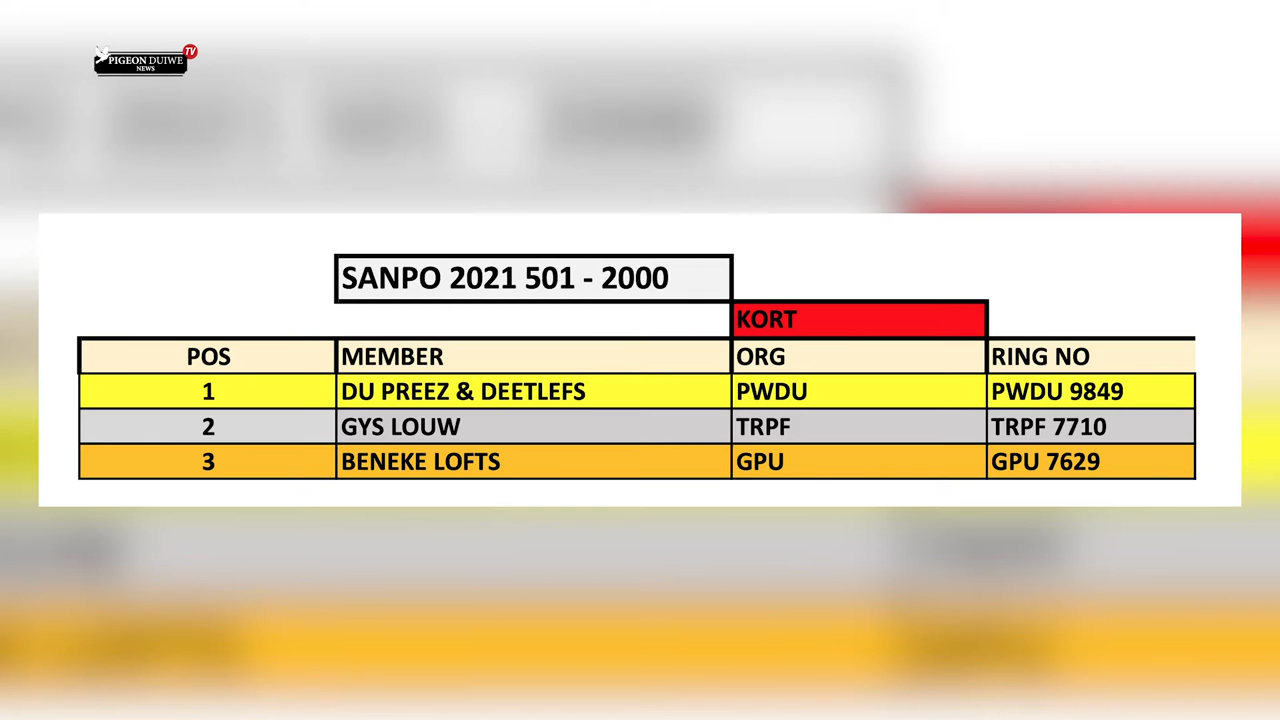 PIGEON DUIWE TV
NEWS
SANPO 2021 501 - 2000
KORT
POS MEMBER ORG RING NO
1 DU PREEZ & DEETLEFS PWDU PWDU 9849
2 GYS LOUW TRPF TRPF 7710
3 BENEKE LOFTS GPU GPU 7629